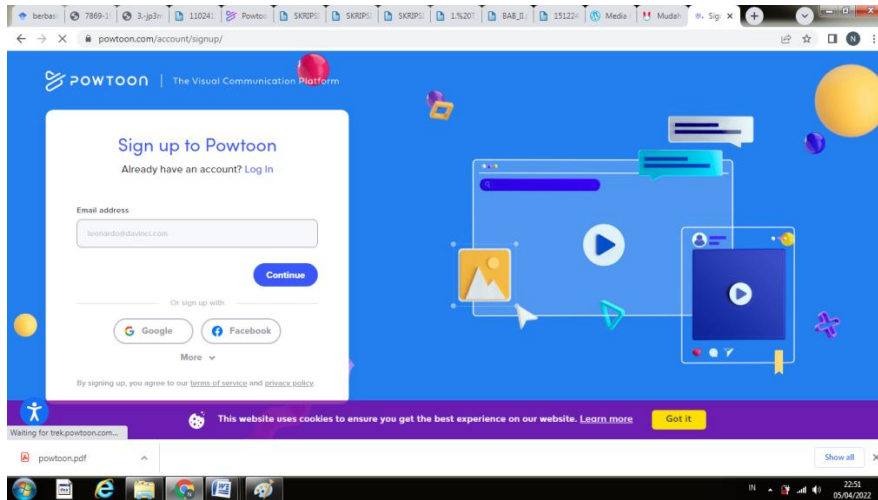 berbasi
7869-1
3.-jp3n
11024
Powtoo
SKRIPS
SKRIPS
SKRIPS
1.%20
BAB_II.
15122
Media
Mudah
Sig
powtoon.com/account/signup/
N
POWTOON | The Visual Communication Platform
Sign up to Powtoon
Already have an account? Log In
Email address
leonardo@davinci.com
Continue
Or sign up with
Google
Facebook
More
By signing up, you agree to our terms of service and privacy policy.
This website uses cookies to ensure you get the best experience on our website. Learn more
Got it
Waiting for trek.powtoon.com...
powtoon.pdf
Show all
IN
22:51
05/04/2022